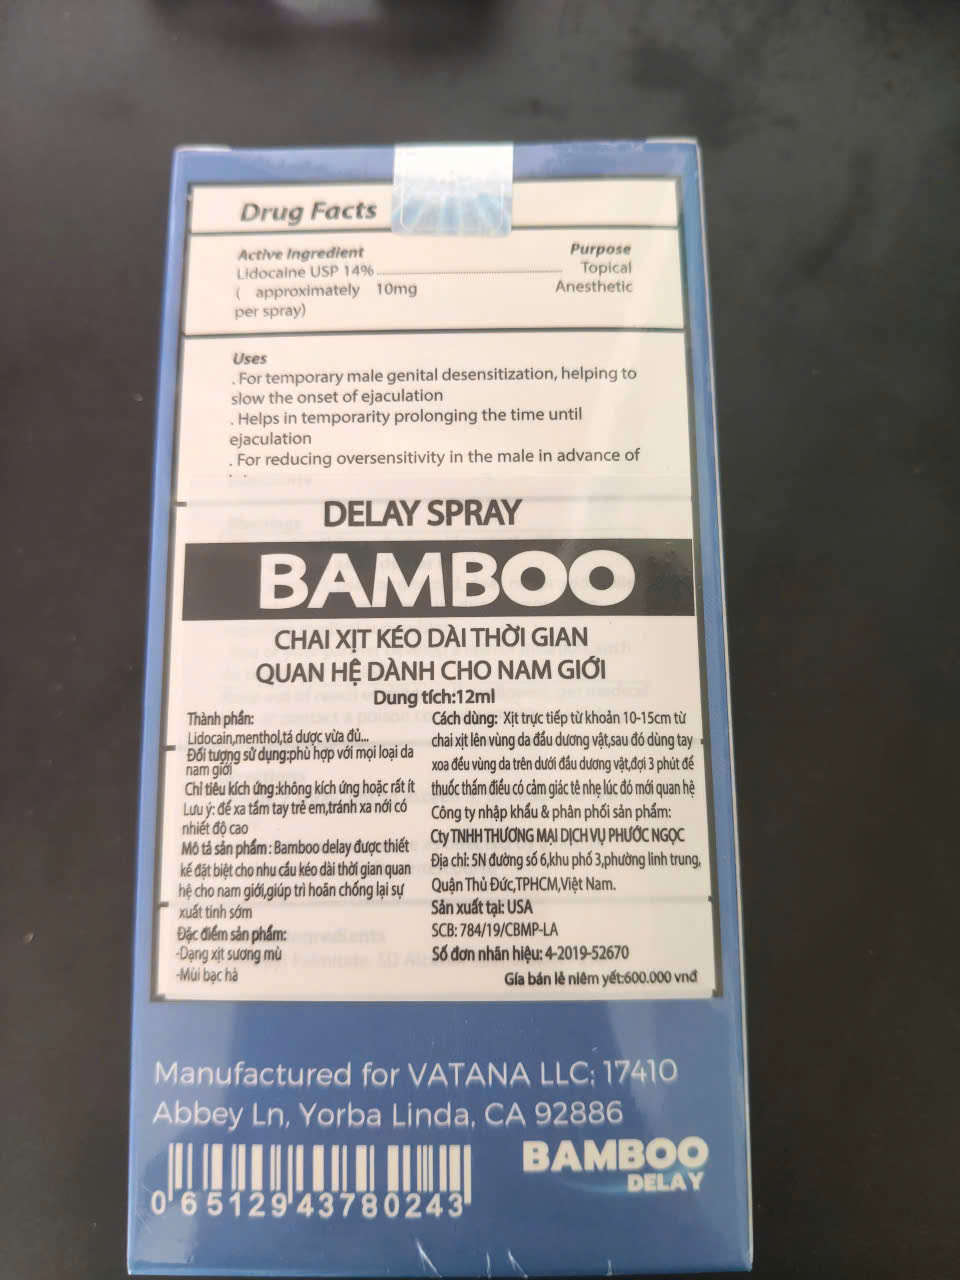 Drug Facts
Active Ingredient
Purpose
Lidocaine USP 14%........................................Topical
( approximately 10mg Anesthetic
per spray)
Uses
. For temporary male genital desensitization, helping to
slow the onset of ejaculation
. Helps in temporarity prolonging the time until
ejaculation
. For reducing oversensitivity in the male in advance of
DELAY SPRAY
BAMBOO
CHAI XỊT KÉO DÀI THỜI GIAN
QUAN HỆ DÀNH CHO NAM GIỚI
Dung tích:12ml
Thành phần:
Lidocain,menthol,tá dược vừa đủ...
Đối tượng sử dụng:phù hợp với mọi loại da
nam giới
Chỉ tiêu kích ứng:không kích ứng hoặc rất ít
Lưu ý: để xa tầm tay trẻ em,tránh xa nới có
nhiết độ cao
Mô tả sản phẩm : Bamboo delay được thiết
kế đặt biệt cho nhu cầu kéo dài thời gian quan
hệ cho nam giới,giúp trì hoãn chống lại sự
xuất tinh sớm
Đặc điểm sản phẩm:
-Dạng xịt sương mù
-Mùi bạc hà
Cách dùng: Xịt trực tiếp từ khoản 10-15cm từ
chai xịt lên vùng da đầu dương vật,sau đó dùng tay
xoa đều vùng da trên dưới đầu dương vật,đợi 3 phút để
thuốc thấm điều có cảm giác tê nhẹ lúc đó mới quan hệ
Công ty nhập khẩu & phân phối sản phẩm:
Cty TNHH THƯƠNG MẠI DỊCH VỤ PHƯỚC NGỌC
Địa chỉ: 5N đường số 6,khu phố 3,phường linh trung,
Quận Thủ Đức,TPHCM,Việt Nam.
Sản xuất tại: USA
SCB: 784/19/CBMP-LA
Số đơn nhãn hiệu: 4-2019-52670
Gía bán lẻ niêm yết:600.000 vnđ
Manufactured for VATANA LLC; 17410
Abbey Ln, Yorba Linda, CA 92886
BAMBOO
DELAY
0 65129 43780243